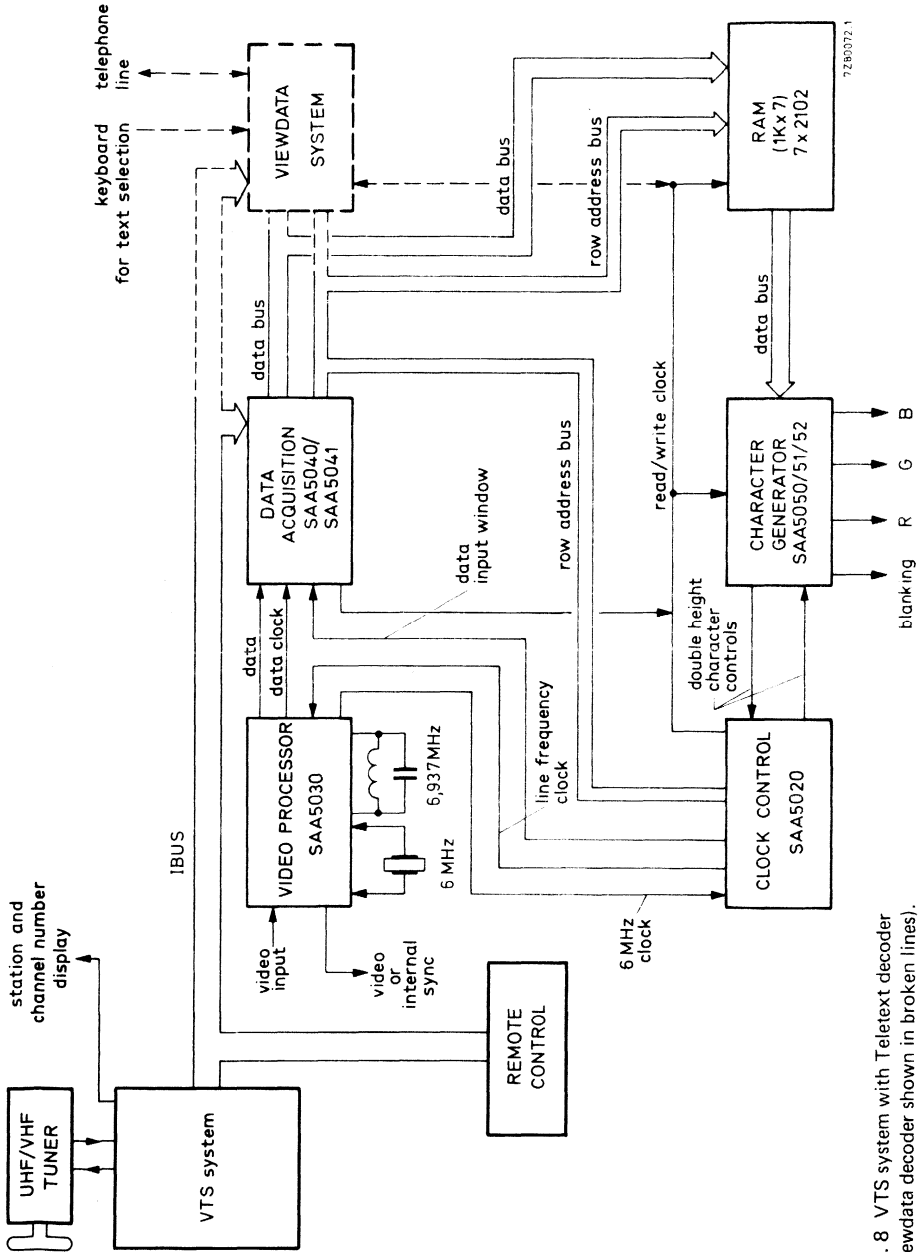 station and
channel number
display
UHF/VHF
TUNER
VTS system
REMOTE
CONTROL
IBUS
video
input
video
or
internal
sync
VIDEO PROCESSOR
SAA5030
6 MHz
6,937MHz
data
data clock
DATA
ACQUISITION
SAA5040/
SAA5041
data bus
keyboard
for text selection
telephone
line
VIEWDATA
SYSTEM
data
input window
line frequency
clock
6 MHz
clock
row address bus
row address bus
data bus
read/write clock
CLOCK CONTROL
SAA5020
double height
character
controls
CHARACTER
GENERATOR
SAA5050/51/52
data bus
RAM
(1Kx7)
7 x 2102
blanking
R
G
B
7Z80072.1
. 8 VTS system with Teletext decoder
ewdata decoder shown in broken lines).